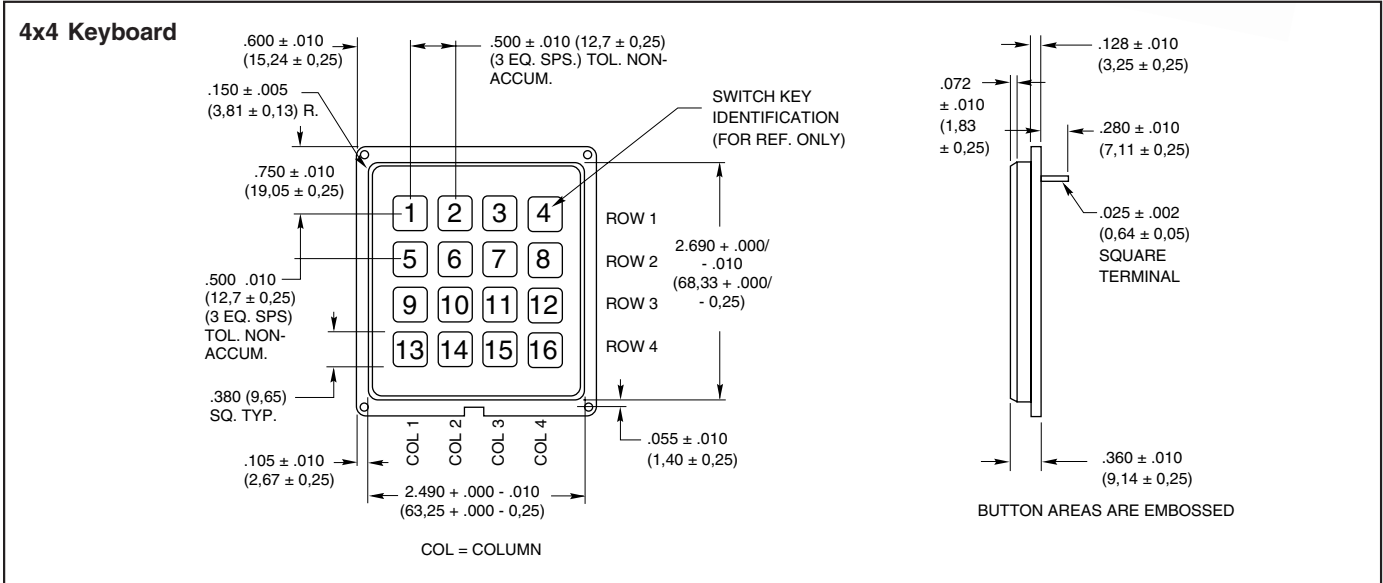 4x4 Keyboard
.600 ± .010
(15,24 ± 0,25)
.500 ± .010 (12,7 ± 0,25)
(3 EQ. SPS.) TOL. NON-
ACCUM.
.150 ± .005
(3,81 ± 0,13) R.
SWITCH KEY
IDENTIFICATION
(FOR REF. ONLY)
.750 ± .010
(19,05 ± 0,25)
1 2 3 4
ROW 1
5 6 7 8
ROW 2
9 10 11 12
ROW 3
13 14 15 16
ROW 4
.500 .010
(12,7 ± 0,25)
(3 EQ. SPS)
TOL. NON-
ACCUM.
.380 (9,65)
SQ. TYP.
2.690 + .000/
- .010
(68,33 + .000/
- 0,25)
COL 1
COL 2
COL 3
COL 4
.055 ± .010
(1,40 ± 0,25)
.105 ± .010
(2,67 ± 0,25)
2.490 + .000 - .010
(63,25 + .000 - 0,25)
COL = COLUMN
.128 ± .010
(3,25 ± 0,25)
.072
± .010
(1,83
± 0,25)
.280 ± .010
(7,11 ± 0,25)
.025 ± .002
(0,64 ± 0,05)
SQUARE
TERMINAL
.360 ± .010
(9,14 ± 0,25)
BUTTON AREAS ARE EMBOSSED